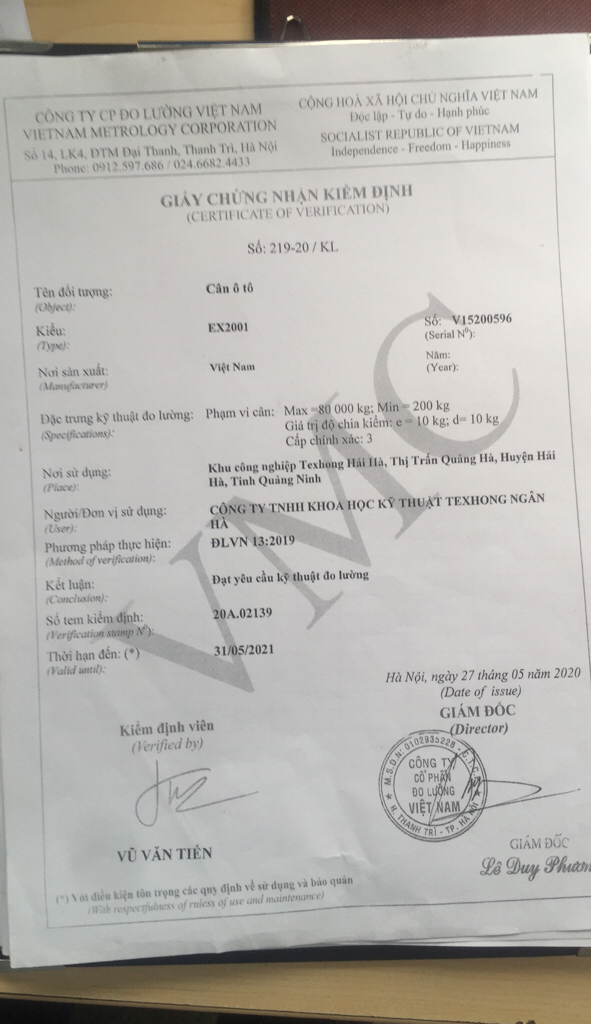 CÔNG TY CP ĐO LƯỜNG VIỆT NAM
VIETNAM METROLOGY CORPORATION
Số 14, LK4, ĐTM Đại Thanh, Thanh Trì, Hà Nội
Phone: 0912.597.686 / 024.6682.4433
CỘNG HOÀ XÃ HỘI CHỦ NGHĨA VIỆT NAM
Độc lập - Tự do - Hạnh phúc
SOCIALIST REPUBLIC OF VIETNAM
Independence - Freedom - Happiness
GIẤY CHỨNG NHẬN KIỂM ĐỊNH
(CERTIFICATE OF VERIFICATION)
Số: 219-20 / KL
Tên đối tượng: Cân ô tô
(Object):
Kiểu: EX2001 Số: V15200596
(Type): (Serial N⁰):
Nơi sản xuất: Việt Nam Năm:
(Manufacturer) (Year):
Đặc trưng kỹ thuật đo lường: Phạm vi cân: Max =80 000 kg; Min = 200 kg
(Specifications): Giá trị độ chia kiểm: e = 10 kg; d= 10 kg
Cấp chính xác: 3
Nơi sử dụng: Khu công nghiệp Texhong Hải Hà, Thị Trấn Quảng Hà, Huyện Hải
(Place): Hà, Tỉnh Quảng Ninh
Người/Đơn vị sử dụng: CÔNG TY TNHH KHOA HỌC KỸ THUẬT TEXHONG NGÂN
(User): HÀ
Phương pháp thực hiện: ĐLVN 13:2019
(Method of verification):
Kết luận: Đạt yêu cầu kỹ thuật đo lường
(Conclusion):
Số tem kiểm định: 20A.02139
(Verification stamp N⁰):
Thời hạn đến: (*) 31/05/2021
(Valid until):
VMC
Hà Nội, ngày 27 tháng 05 năm 2020
(Date of issue)
GIÁM ĐỐC
(Director)
Kiểm định viên
(Verified by)
M.S.D.N: 0102935228
CÔNG TY
CỔ PHẦN
ĐO LƯỜNG
VIỆT NAM
H. THANH TRÌ - TP. HÀ NỘI
VŨ VĂN TIẾN
GIÁM ĐỐC
Lê Duy Phươn
(*) Với điều kiện tôn trọng các quy định về sử dụng và bảo quản
(With respectfulness of ruless of use and maintenance)